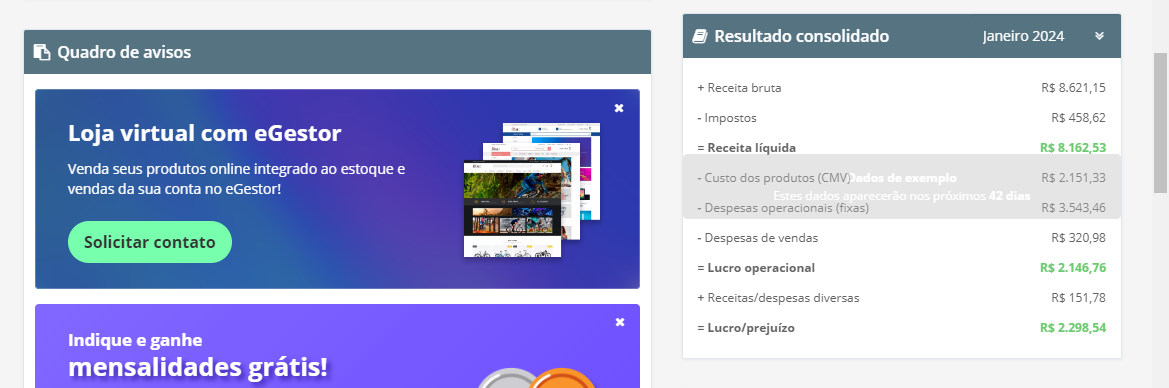 Quadro de avisos
Loja virtual com eGestor
Venda seus produtos online integrado ao estoque e
vendas da sua conta no eGestor!
Solicitar contato
Indique e ganhe
mensalidades grátis!
Resultado consolidado Janeiro 2024
+ Receita bruta R$ 8.621,15
- Impostos R$ 458,62
= Receita líquida R$ 8.162,53
- Custo dos produtos (CMV) R$ 2.151,33
Dados de exemplo
Estes dados aparecerão nos próximos 42 dias
- Despesas operacionais (fixas) R$ 3.543,46
- Despesas de vendas R$ 320,98
= Lucro operacional R$ 2.146,76
+ Receitas/despesas diversas R$ 151,78
= Lucro/prejuízo R$ 2.298,54